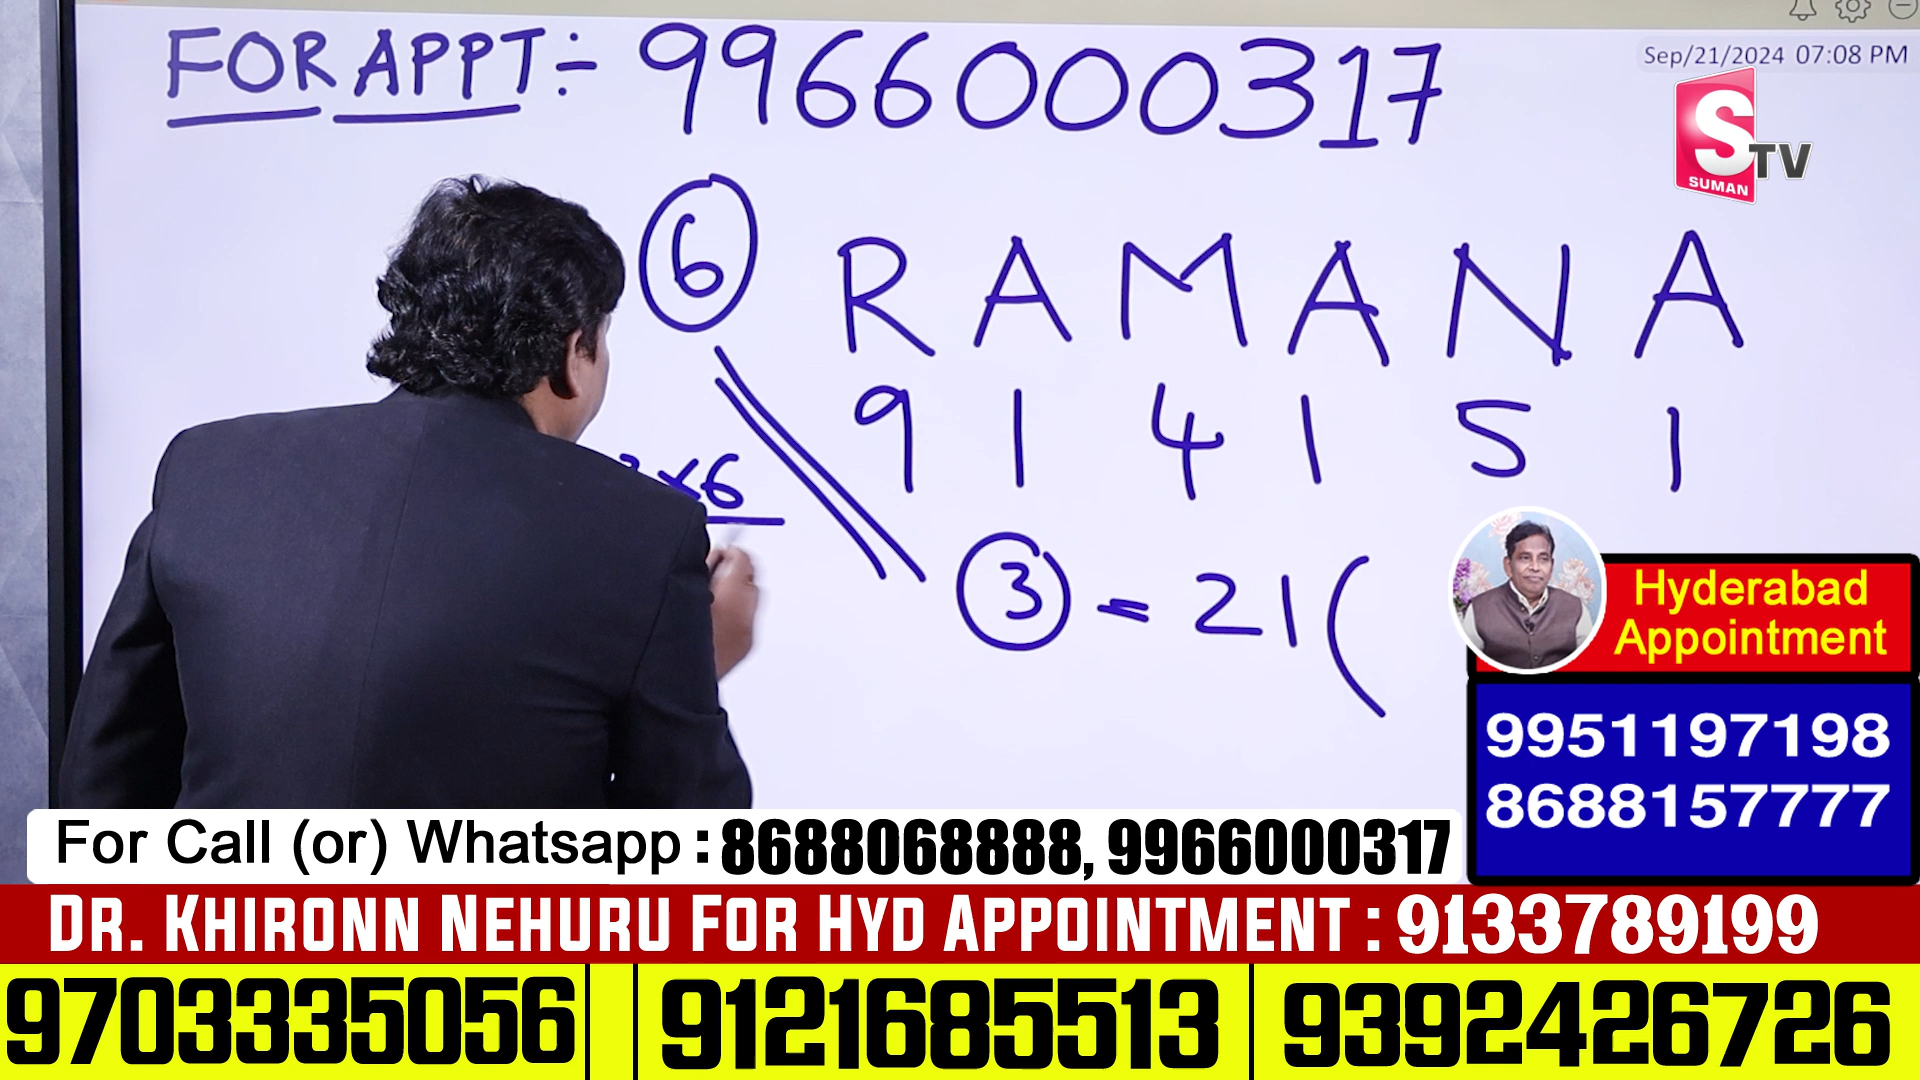 FOR APPT:- 9966000317
Sep/21/2024 07:08 PM
S TV
SUMAN
6 R A M A N A
9 1 4 1 5 1
×6
3 = 21 (
Hyderabad
Appointment
9951197198
8688157777
For Call (or) Whatsapp : 8688068888, 9966000317
DR. KHIRONN NEHURU FOR HYD APPOINTMENT : 9133789199
9703335056 9121685513 9392426726